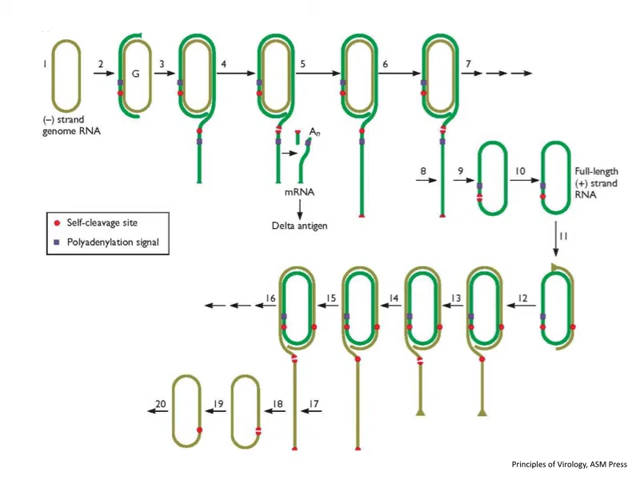 1
2
G
3
4
5
6
7
(–) strand
genome RNA
An
mRNA
Delta antigen
8
9
10
Full-length
(+) strand
RNA
11
Self-cleavage site
Polyadenylation signal
16
15
14
13
12
20
19
18
17
Principles of Virology, ASM Press